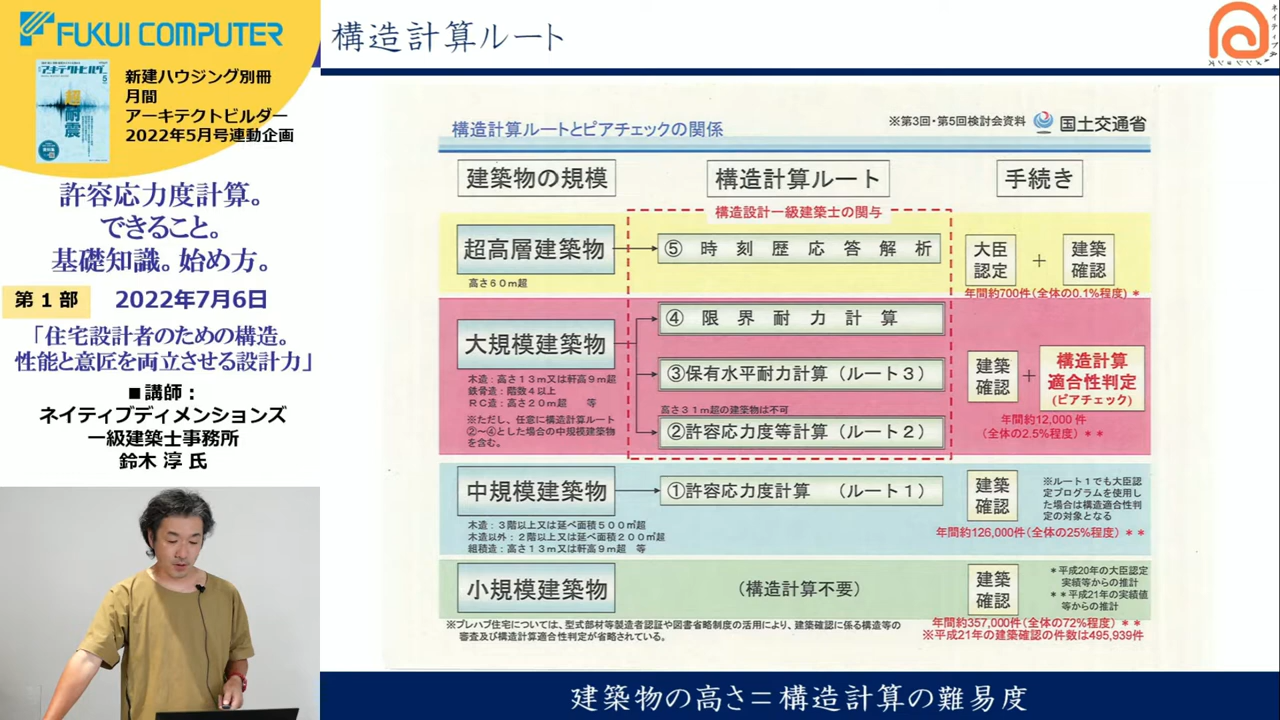 FUKUI COMPUTER
新建ハウジング別冊
月間
アーキテクトビルダー
2022年5月号連動企画
アーキテクトビルダー
5
超
耐震
許容応力度計算。
できること。
基礎知識。始め方。
第1部 2022年7月6日
「住宅設計者のための構造。
性能と意匠を両立させる設計力」
■講師：
ネイティブディメンションズ
一級建築士事務所
鈴木 淳 氏
構造計算ルート
構造計算ルートとピアチェックの関係
※第3回・第5回検討会資料 国土交通省
建築物の規模 構造計算ルート 手続き
構造設計一級建築士の関与
超高層建築物
高さ６０ｍ超
⑤時刻歴応答解析
大臣
認定
＋
建築
確認
年間約700件(全体の0.1%程度)＊
大規模建築物
木造：高さ１３ｍ又は軒高９ｍ超
鉄骨造：階数４以上
ＲＣ造：高さ２０ｍ超 等
※ただし、任意に構造計算ルート
②～④とした場合の中規模建築物
を含む。
④限界耐力計算
③保有水平耐力計算（ルート３）
高さ３１ｍ超の建築物は不可
②許容応力度等計算（ルート２）
建築
確認
＋
構造計算
適合性判定
(ピアチェック)
年間約12,000 件
(全体の2.5%程度)＊＊
中規模建築物
木造：３階以上又は延べ面積５００㎡超
木造以外：２階以上又は延べ面積２００㎡超
組積造：高さ１３ｍ又は軒高９ｍ超 等
①許容応力度計算 （ルート１）
建築
確認
※ルート１でも大臣認
定プログラムを使用し
た場合は構造適合性判
定の対象となる
年間約126,000件(全体の25%程度)＊＊
小規模建築物
(構造計算不要)
建築
確認
＊平成20年の大臣認定
実績等からの推計
＊＊平成21年の実績値
等からの推計
年間約357,000件(全体の72%程度)＊＊
※プレハブ住宅については、型式部材等製造者認証や図書省略制度の活用により、建築確認に係る構造等の
審査及び構造計算適合性判定が省略されている。
※平成21年の建築確認の件数は495,939件
建築物の高さ＝構造計算の難易度